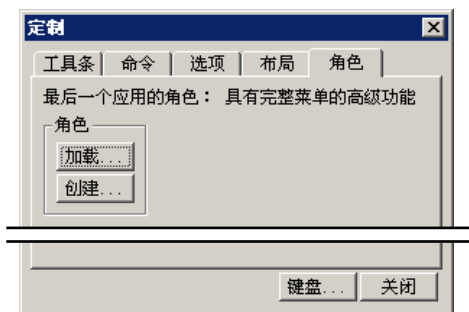 定制
工具条 命令 选项 布局 角色
最后一个应用的角色： 具有完整菜单的高级功能
角色
加载...
创建...
键盘... 关闭